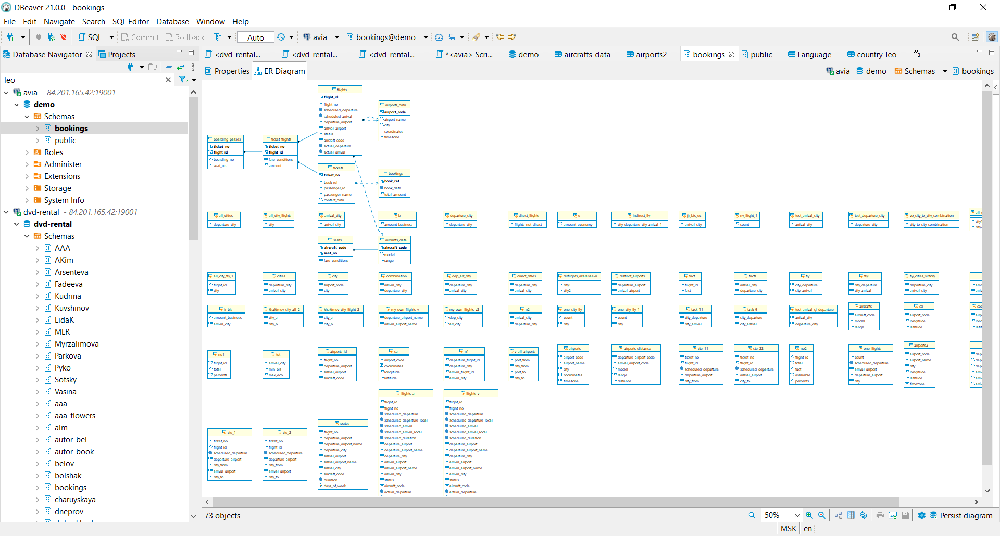 DBeaver 21.0.0 - bookings
File Edit Navigate Search SQL Editor Database Window Help
SQL Commit Rollback Auto avia bookings@demo
Database Navigator Projects
<dvd-rental... <dvd-rental... <dvd-rental... *<avia> Scri... demo aircrafts_data airports2 bookings public Language country_leo »3
Properties ER Diagram avia demo Schemas bookings
leo
avia - 84.201.165.42:19001
demo
Schemas
bookings
public
Roles
Administer
Extensions
Storage
System Info
dvd-rental - 84.201.165.42:19001
dvd-rental
Schemas
AAA
AKim
Arsenteva
Fadeeva
Kudrina
Kuvshinov
LidaK
MLR
Myrzalimova
Parkova
Pyko
Sotsky
Vasina
aaa
aaa_flowers
alm
autor_bel
autor_book
belov
bolshak
bookings
charuyskaya
dneprov
flights
flight_id
flight_no
scheduled_departure
scheduled_arrival
departure_airport
arrival_airport
status
aircraft_code
actual_departure
actual_arrival
airports_data
airport_code
airport_name
city
coordinates
timezone
boarding_passes
ticket_no
flight_id
boarding_no
seat_no
ticket_flights
ticket_no
flight_id
fare_conditions
amount
tickets
ticket_no
book_ref
passenger_id
passenger_name
contact_data
bookings
book_ref
book_date
total_amount
all_cities
departure_city
all_city_flights
city
arrival_city
arrival_city
b
amount_business
departure_city
departure_city
direct_flights
flights_not_direct
e
amount_economy
indirect_fly
city_departure_city_arrival_1
jr_bis_ec
arrival_city
nv_flight_1
count
test_arrival_city
arrival_city
test_departure_city
departure_city
vo_city_to_city_combination
city_to_city_combination
seats
aircraft_code
seat_no
fare_conditions
aircrafts_data
aircraft_code
model
range
all_city_fly_1
flight_id
city
cities
departure_city
arrival_city
city
airport_code
city
combination
arrival_city
departure_city
dep_arr_city
departure_city
arrival_city
direct_cities
departure_city
arrival_city
dirflights_akaravaeva
city1
city2
distinct_airports
departure_airport
arrival_airport
fact
flight_id
fact
facts
arrival_city
departure_city
fly
city_departure
city_arrival
fly1
city_departure
city_arrival
fly_cities_victory
departure_city
arrival_city
jr_bis
amount_business
arrival_city
khakimov_city_all_2
city_a
city_b
khakimov_city_flight_2
city_a
city_b
my_own_flights_v
departure_airport_name
arrival_airport_name
my_own_flights_v2
dep_city
arr_city
n2
arrival_city
departure_city
one_city_fly
count
city
one_city_fly_1
count
city
task_11
city_departure
city_arrival
task_9
city_departure
city_arrival
test_arrival_cj_departure
arrival_city
departure_city
aircrafts
aircraft_code
model
range
cd
airport_code
longitude
latitude
no1
flight_id
total
percents
tot
arrival_city
min_bis
max_eco
airports_id
flight_no
departure_airport
arrival_airport
aircraft_code
ca
airport_code
coordinates
longitude
latitude
n1
departure_flight_id
departure_city
arrival_flight_id
arrival_city
v_all_airports
port_from
city_from
port_to
city_to
airports
airport_code
airport_name
city
coordinates
timezone
airports_distance
departure_airport_code
arrival_airport_code
model
range
distance
cte_11
ticket_no
flight_id
scheduled_departure
departure_airport
city_from
cte_22
ticket_no
flight_id
scheduled_departure
arrival_airport
city_to
no2
flight_id
total
fact
avaliable
percents
one_flights
count
scheduled_departure
arrival_airport
departure_airport
city
airports2
airport_code
airport_name
city
longitude
latitude
timezone
cte_1
ticket_no
flight_id
scheduled_departure
departure_airport
city_from
arrival_airport
city_to
cte_2
ticket_no
flight_id
scheduled_departure
departure_airport
city_from
arrival_airport
city_to
routes
flight_no
departure_airport
departure_airport_name
departure_city
arrival_airport
arrival_airport_name
arrival_city
aircraft_code
duration
days_of_week
flights_a
flight_id
flight_no
scheduled_departure
scheduled_departure_local
scheduled_arrival
scheduled_arrival_local
scheduled_duration
departure_airport
departure_airport_name
departure_city
arrival_airport
arrival_airport_name
arrival_city
status
aircraft_code
actual_departure
flights_v
flight_id
flight_no
scheduled_departure
scheduled_departure_local
scheduled_arrival
scheduled_arrival_local
scheduled_duration
departure_airport
departure_airport_name
departure_city
arrival_airport
arrival_airport_name
arrival_city
status
aircraft_code
actual_departure
73 objects 50% Persist diagram
MSK en